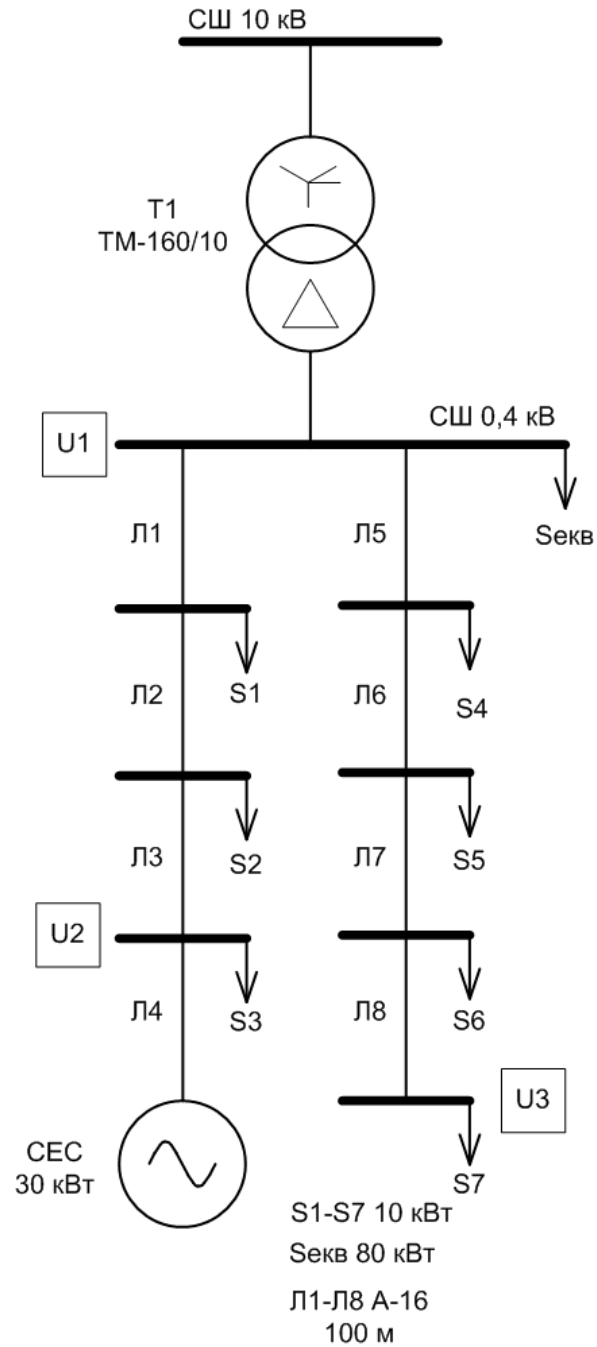 СШ 10 кВ
Т1
ТМ-160/10
СШ 0,4 кВ
U1
Sекв
Л1
Л5
S1
Л2
Л6
S4
Л3
Л7
S2
S5
U2
Л4
Л8
S3
S6
U3
СЕС
30 кВт
S7
S1-S7 10 кВт
Sекв 80 кВт
Л1-Л8 А-16
100 м